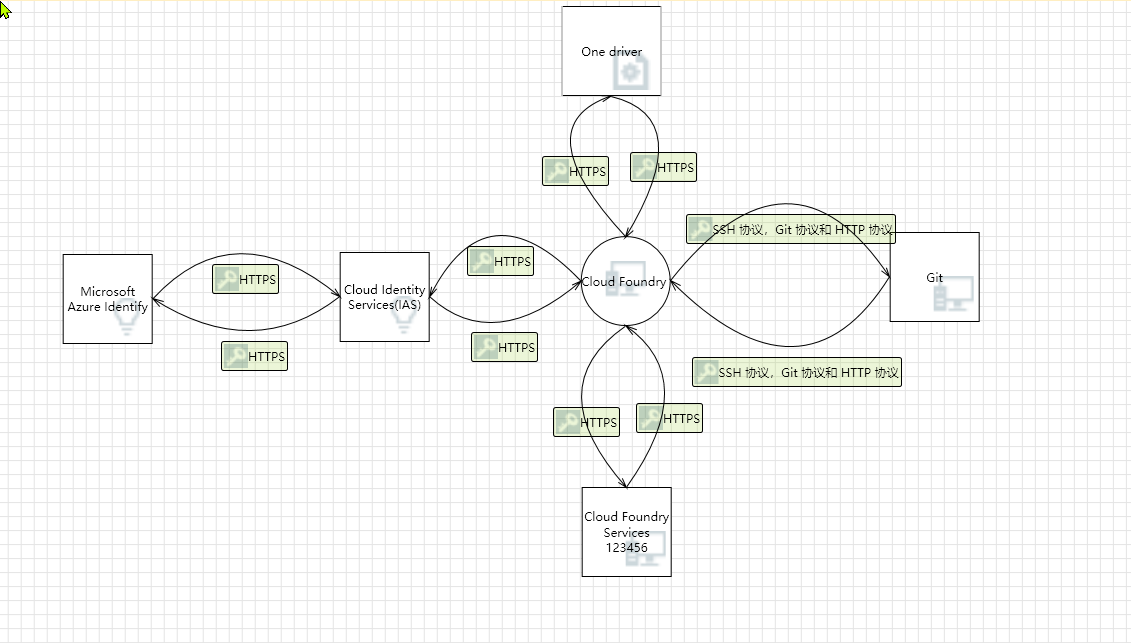 One driver
HTTPS
HTTPS
SSH 协议，Git 协议和 HTTP 协议
HTTPS
HTTPS
Microsoft
Azure Identify
Cloud Identity
Services(IAS)
Cloud Foundry
Git
HTTPS
HTTPS
SSH 协议，Git 协议和 HTTP 协议
HTTPS
HTTPS
Cloud Foundry
Services
123456